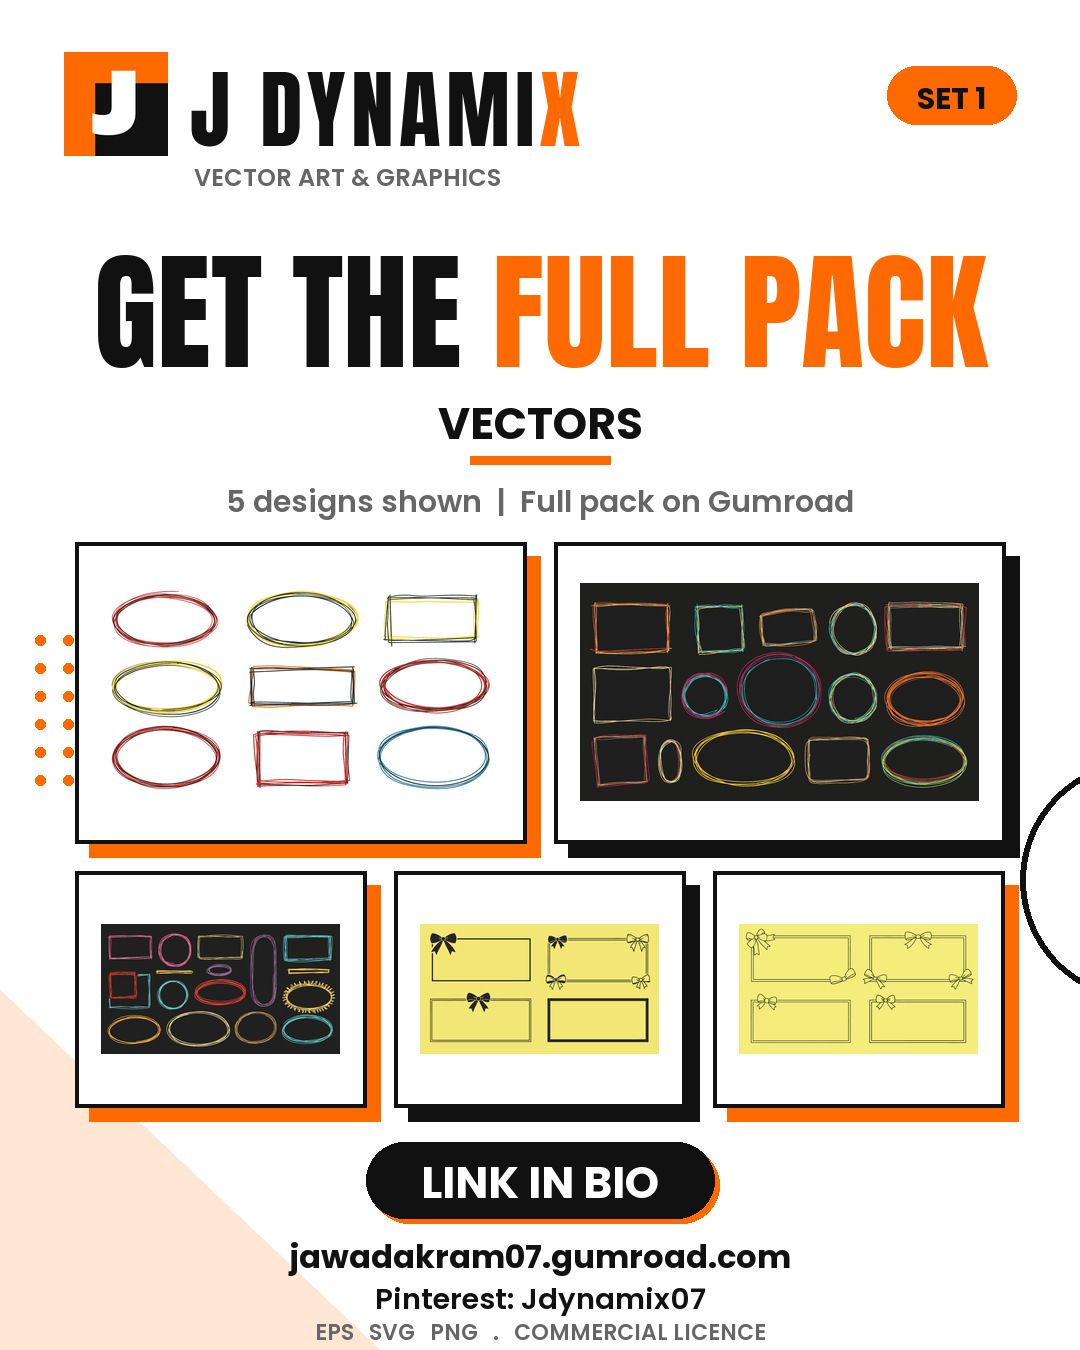 J
J DYNAMIX
SET 1
VECTOR ART & GRAPHICS
GET THE FULL PACK
VECTORS
5 designs shown | Full pack on Gumroad
LINK IN BIO
jawadakram07.gumroad.com
Pinterest: Jdynamix07
EPS SVG PNG . COMMERCIAL LICENCE